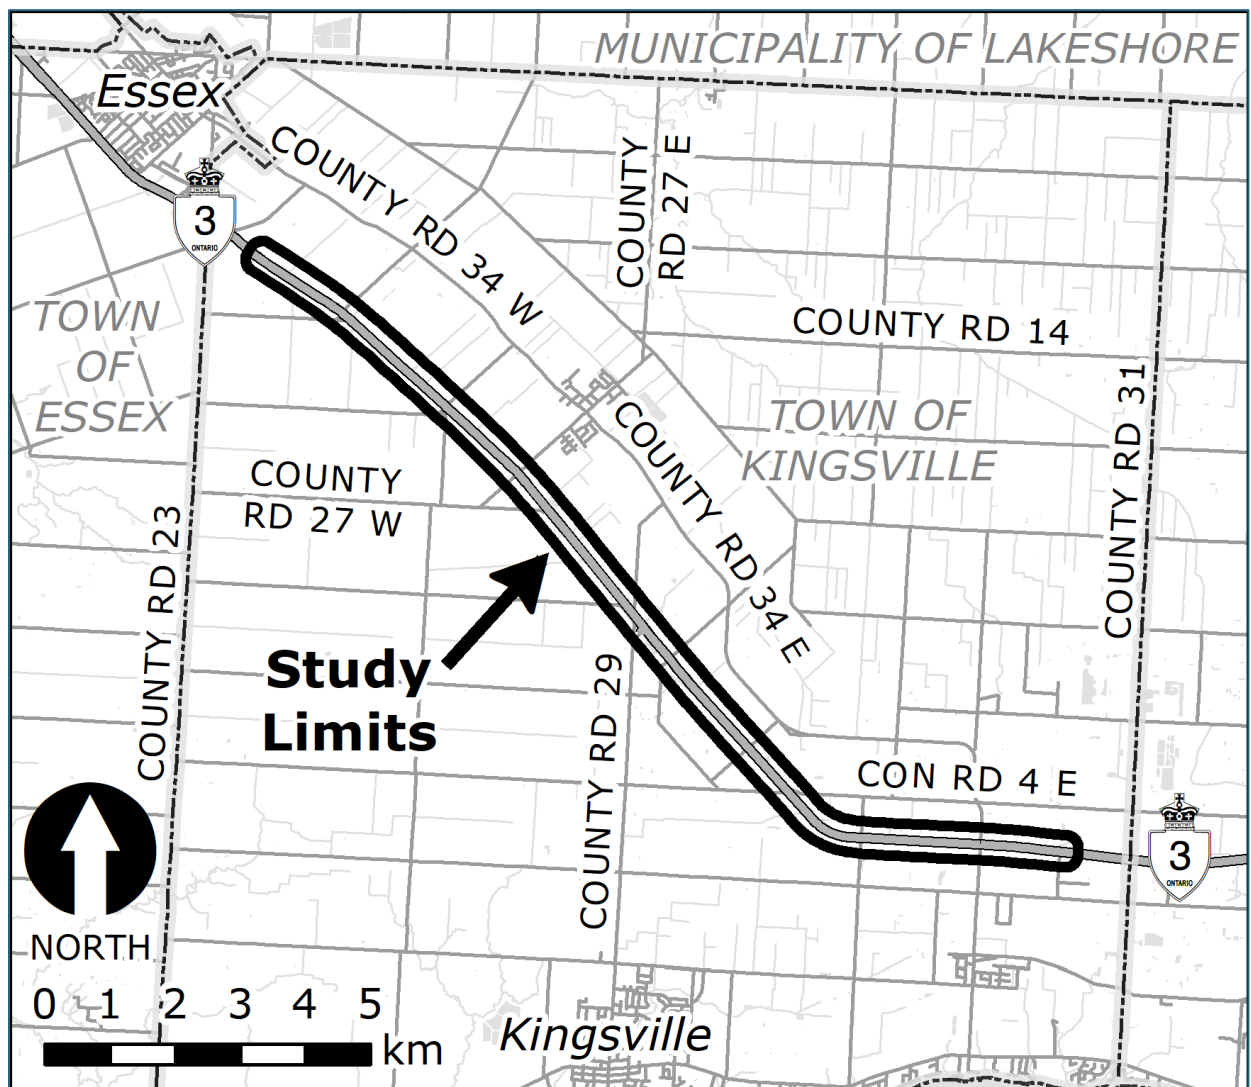 MUNICIPALITY OF LAKESHORE
Essex
COUNTY RD 34 W
COUNTY
RD 27 E
3
ONTARIO
TOWN
OF
ESSEX
COUNTY RD 14
COUNTY RD 31
TOWN OF
KINGSVILLE
COUNTY RD 34 E
COUNTY
RD 27 W
COUNTY RD 23
Study
Limits
COUNTY RD 29
CON RD 4 E
3
ONTARIO
NORTH
0 1 2 3 4 5
km
Kingsville